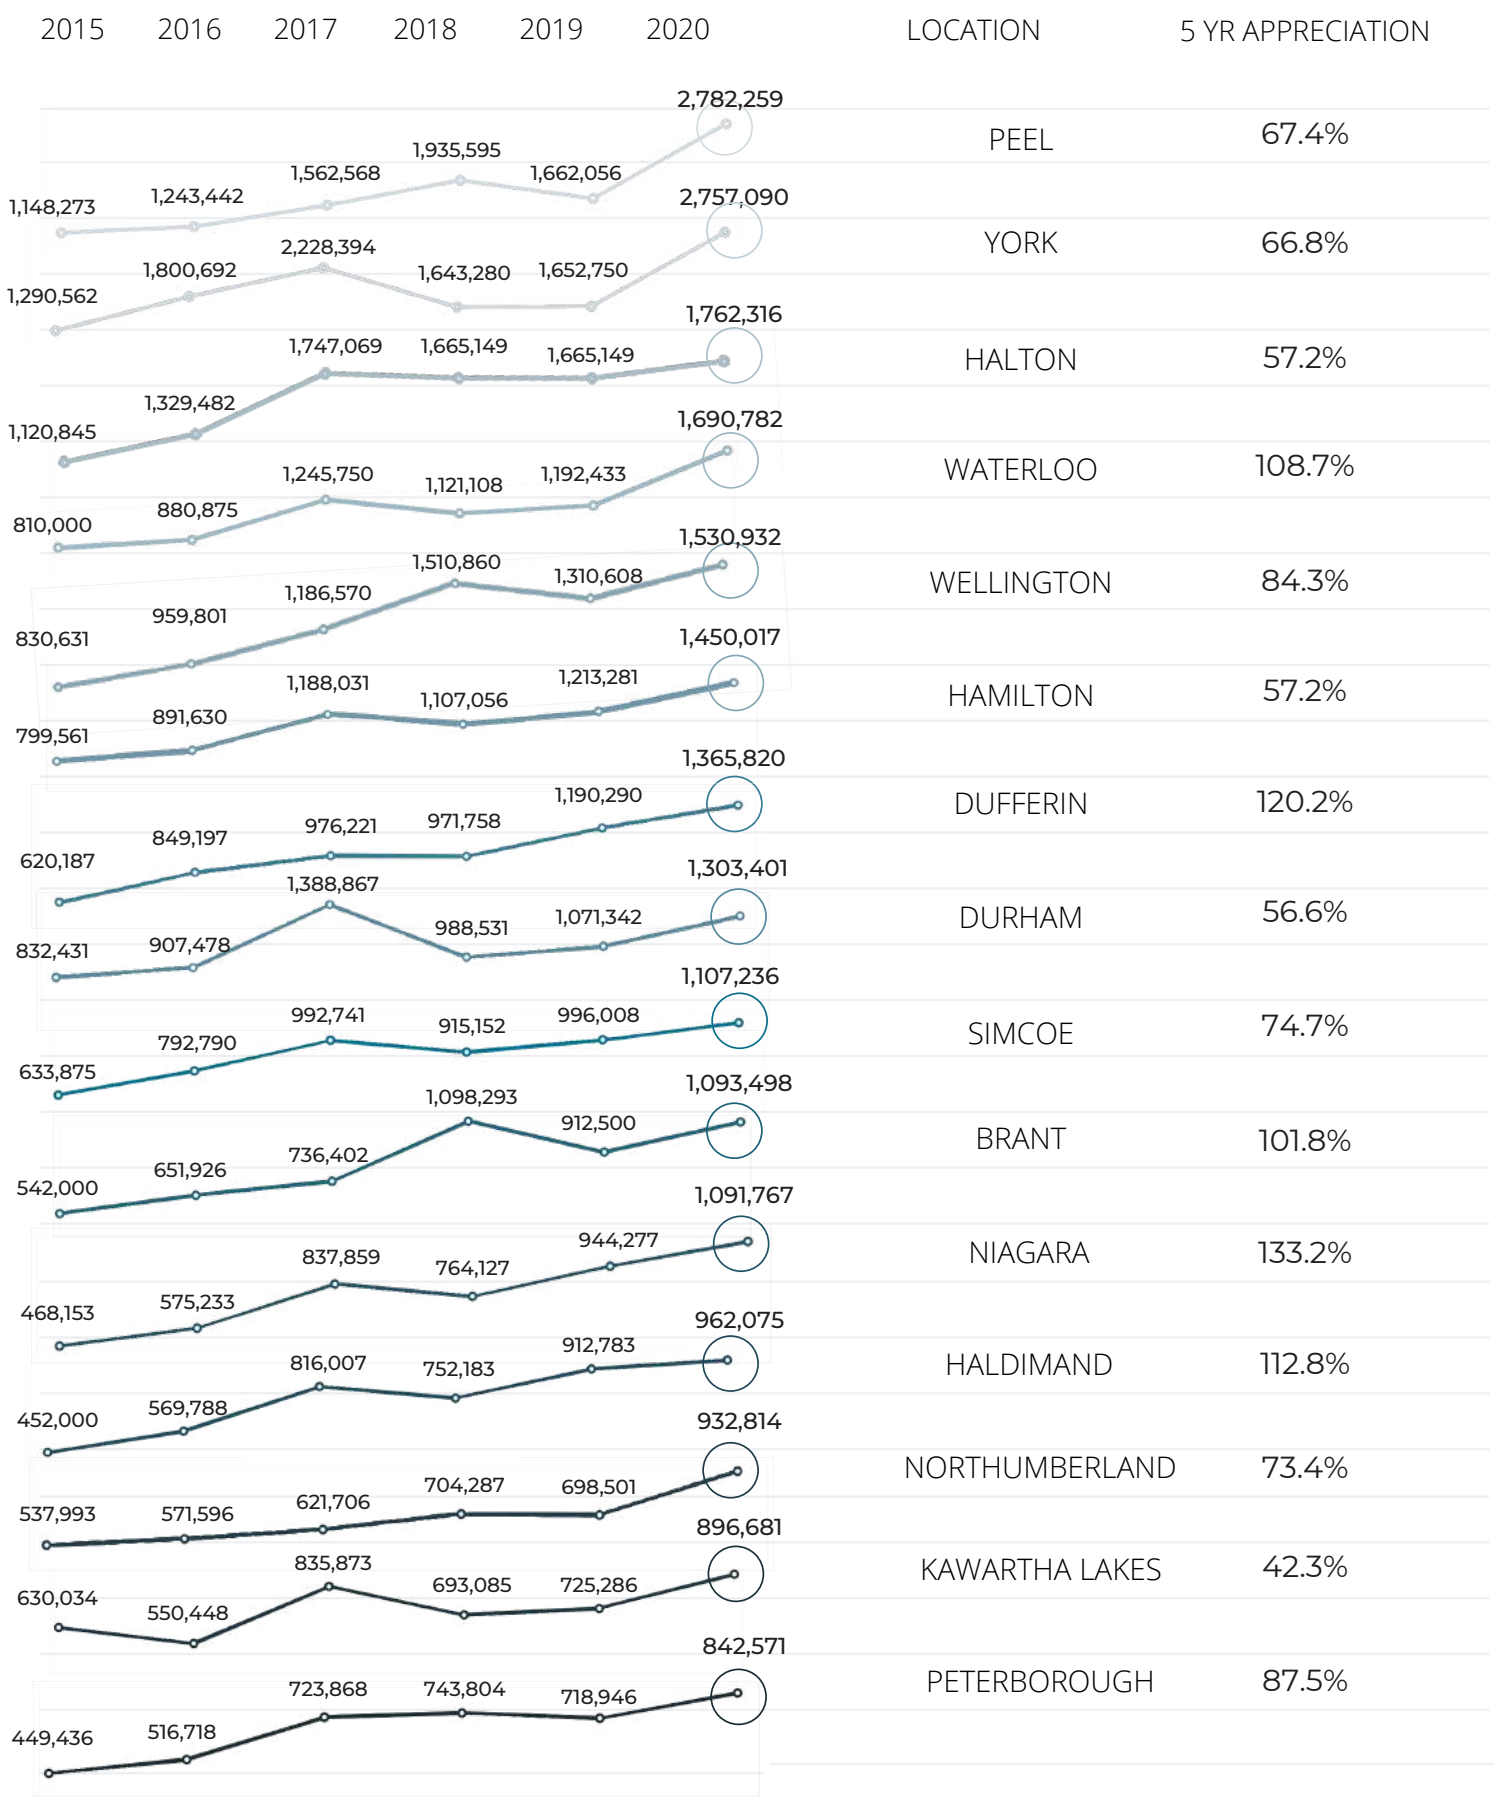 2015 2016 2017 2018 2019 2020 LOCATION 5 YR APPRECIATION
1,148,273 1,243,442 1,562,568 1,935,595 1,662,056 2,782,259 PEEL 67.4%
1,290,562 1,800,692 2,228,394 1,643,280 1,652,750 2,757,090 YORK 66.8%
1,120,845 1,329,482 1,747,069 1,665,149 1,665,149 1,762,316 HALTON 57.2%
810,000 880,875 1,245,750 1,121,108 1,192,433 1,690,782 WATERLOO 108.7%
830,631 959,801 1,186,570 1,510,860 1,310,608 1,530,932 WELLINGTON 84.3%
799,561 891,630 1,188,031 1,107,056 1,213,281 1,450,017 HAMILTON 57.2%
620,187 849,197 976,221 971,758 1,190,290 1,365,820 DUFFERIN 120.2%
832,431 907,478 1,388,867 988,531 1,071,342 1,303,401 DURHAM 56.6%
633,875 792,790 992,741 915,152 996,008 1,107,236 SIMCOE 74.7%
542,000 651,926 736,402 1,098,293 912,500 1,093,498 BRANT 101.8%
468,153 575,233 837,859 764,127 944,277 1,091,767 NIAGARA 133.2%
452,000 569,788 816,007 752,183 912,783 962,075 HALDIMAND 112.8%
537,993 571,596 621,706 704,287 698,501 932,814 NORTHUMBERLAND 73.4%
630,034 550,448 835,873 693,085 725,286 896,681 KAWARTHA LAKES 42.3%
449,436 516,718 723,868 743,804 718,946 842,571 PETERBOROUGH 87.5%